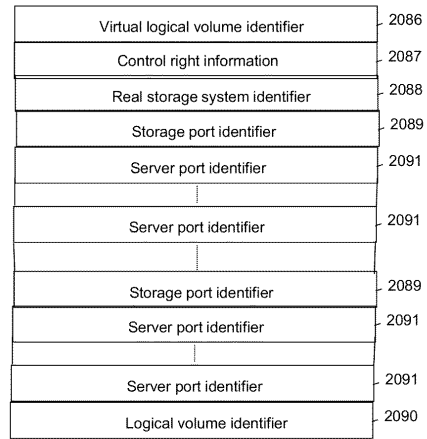 Virtual logical volume identifier 2086
Control right information 2087
Real storage system identifier 2088
Storage port identifier 2089
Server port identifier 2091
Server port identifier 2091
Storage port identifier 2089
Server port identifier 2091
Server port identifier 2091
Logical volume identifier 2090